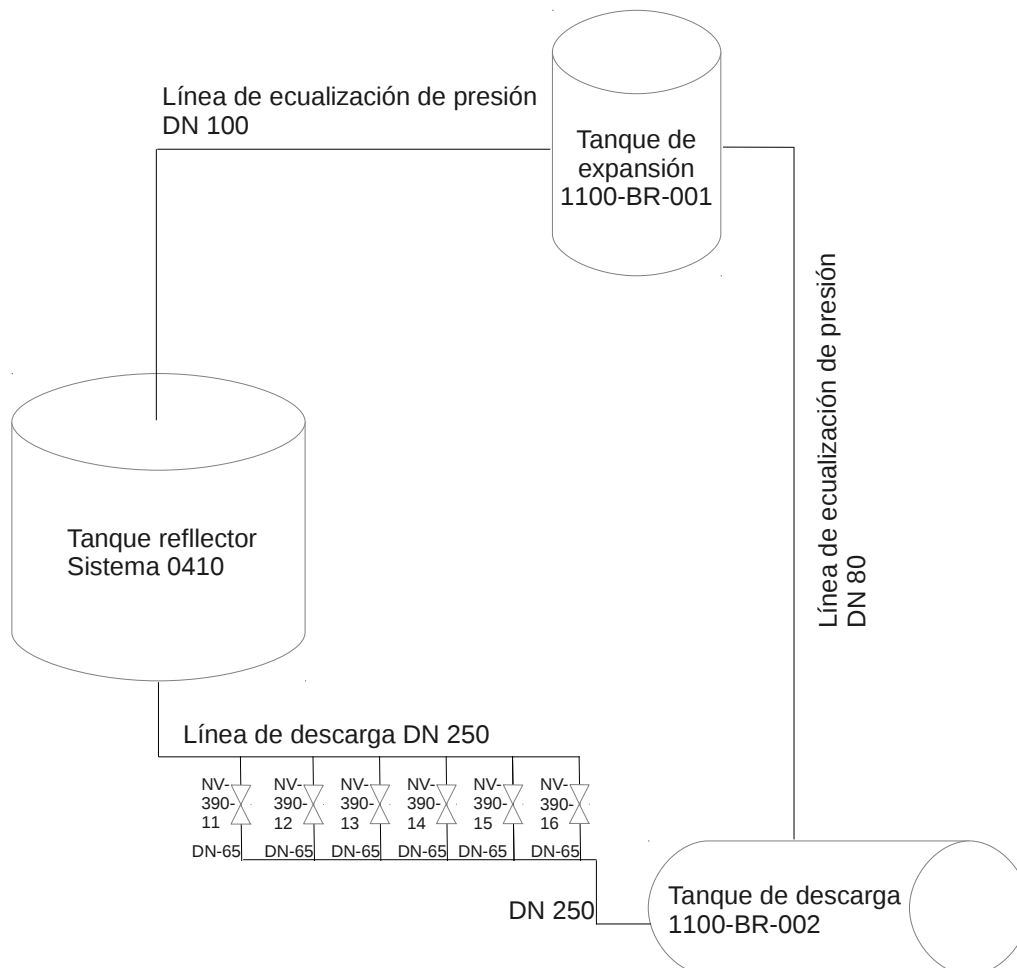 Línea de ecualización de presión
DN 100
Tanque de
expansión
1100-BR-001
Línea de ecualización de presión
DN 80
Tanque refllector
Sistema 0410
Línea de descarga DN 250
NV-
390-
11
NV-
390-
12
NV-
390-
13
NV-
390-
14
NV-
390-
15
NV-
390-
16
DN-65
DN-65
DN-65
DN-65
DN-65
DN-65
DN 250
Tanque de descarga
1100-BR-002